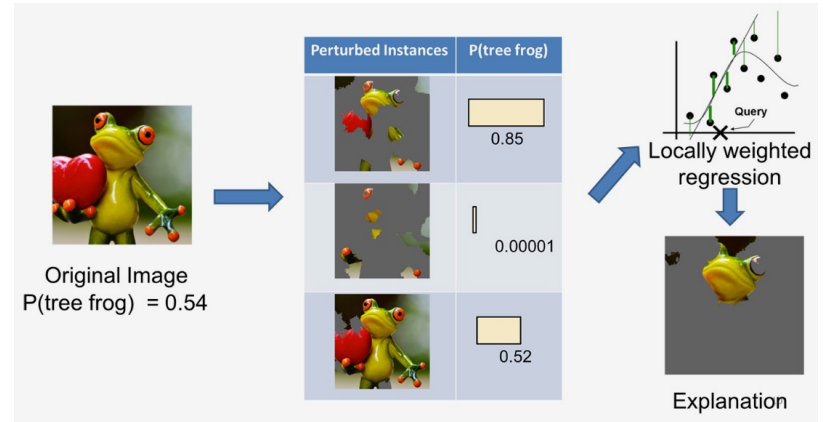 Original Image
P(tree frog) = 0.54
Perturbed Instances
P(tree frog)
0.85
0.00001
0.52
Query
Locally weighted
regression
Explanation